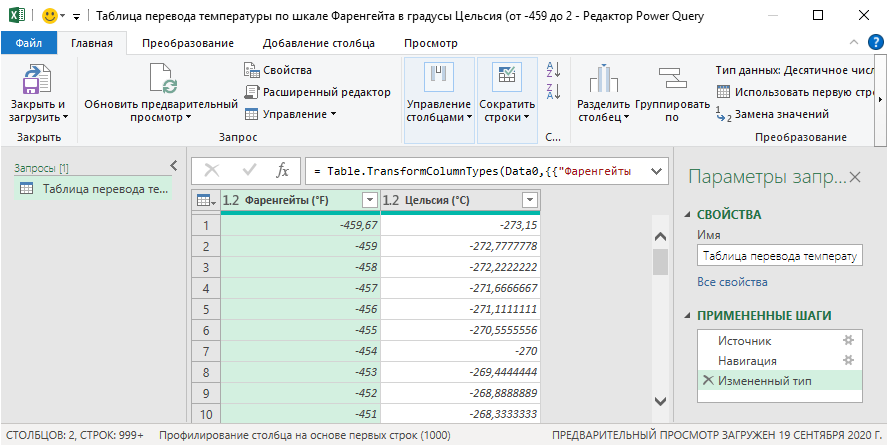 Таблица перевода температуры по шкале Фаренгейта в градусы Цельсия (от -459 до 2 - Редактор Power Query
Файл Главная Преобразование Добавление столбца Просмотр
Закрыть и загрузить
Закрыть
Обновить предварительный просмотр
Свойства
Расширенный редактор
Управление
Запрос
Управление столбцами
Сократить строки
С...
Разделить столбец
Группировать по
Тип данных: Десятичное числ
Использовать первую стро
Замена значений
Преобразование
Запросы [1]
Таблица перевода те...
= Table.TransformColumnTypes(Data0,{{"Фаренгейты
1.2 Фаренгейты (°F) 1.2 Цельсия (°C)
1 -459,67 -273,15
2 -459 -272,7777778
3 -458 -272,2222222
4 -457 -271,6666667
5 -456 -271,1111111
6 -455 -270,5555556
7 -454 -270
8 -453 -269,4444444
9 -452 -268,8888889
10 -451 -268,3333333
Параметры запр...
СВОЙСТВА
Имя
Таблица перевода температу
Все свойства
ПРИМЕНЕННЫЕ ШАГИ
Источник
Навигация
Измененный тип
СТОЛБЦОВ: 2, СТРОК: 999+ Профилирование столбца на основе первых строк (1000) ПРЕДВАРИТЕЛЬНЫЙ ПРОСМОТР ЗАГРУЖЕН 19 СЕНТЯБРЯ 2020 Г.